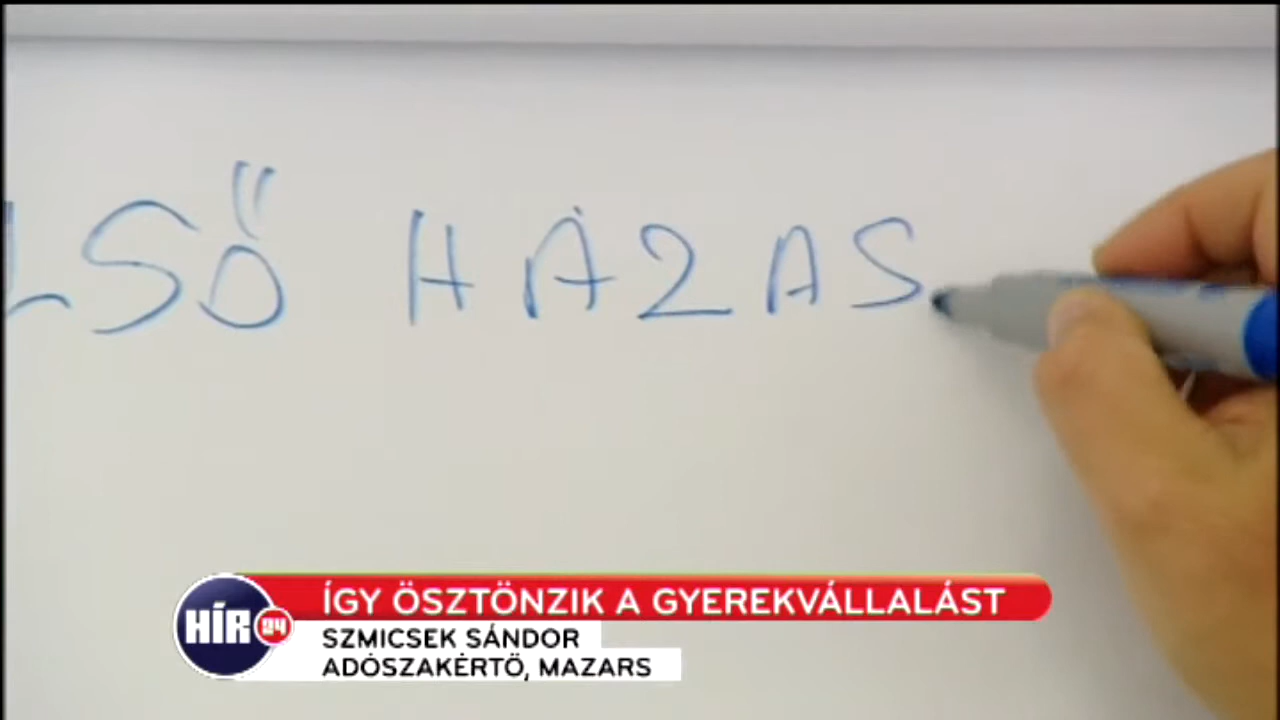 LSŐ HÁZAS
HÍR 24
ÍGY ÖSZTÖNZIK A GYEREKVÁLLALÁST
SZMICSEK SÁNDOR
ADÓSZAKÉRTŐ, MAZARS